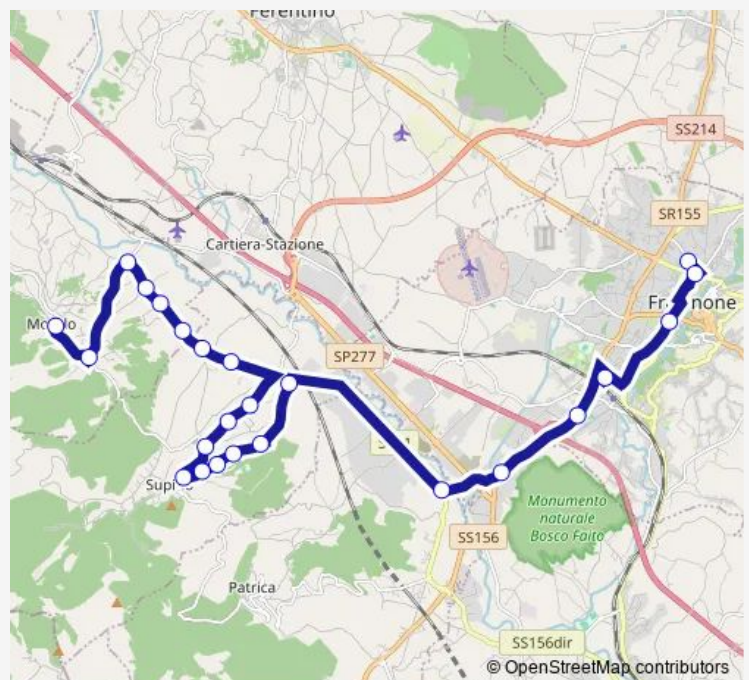 Ferentino
SS214
SR155
Cartiera-Stazione
SP277
SS156
Monumento
naturale
Bosco Faito
Patrica
SS156dir
© OpenStreetMap contributors